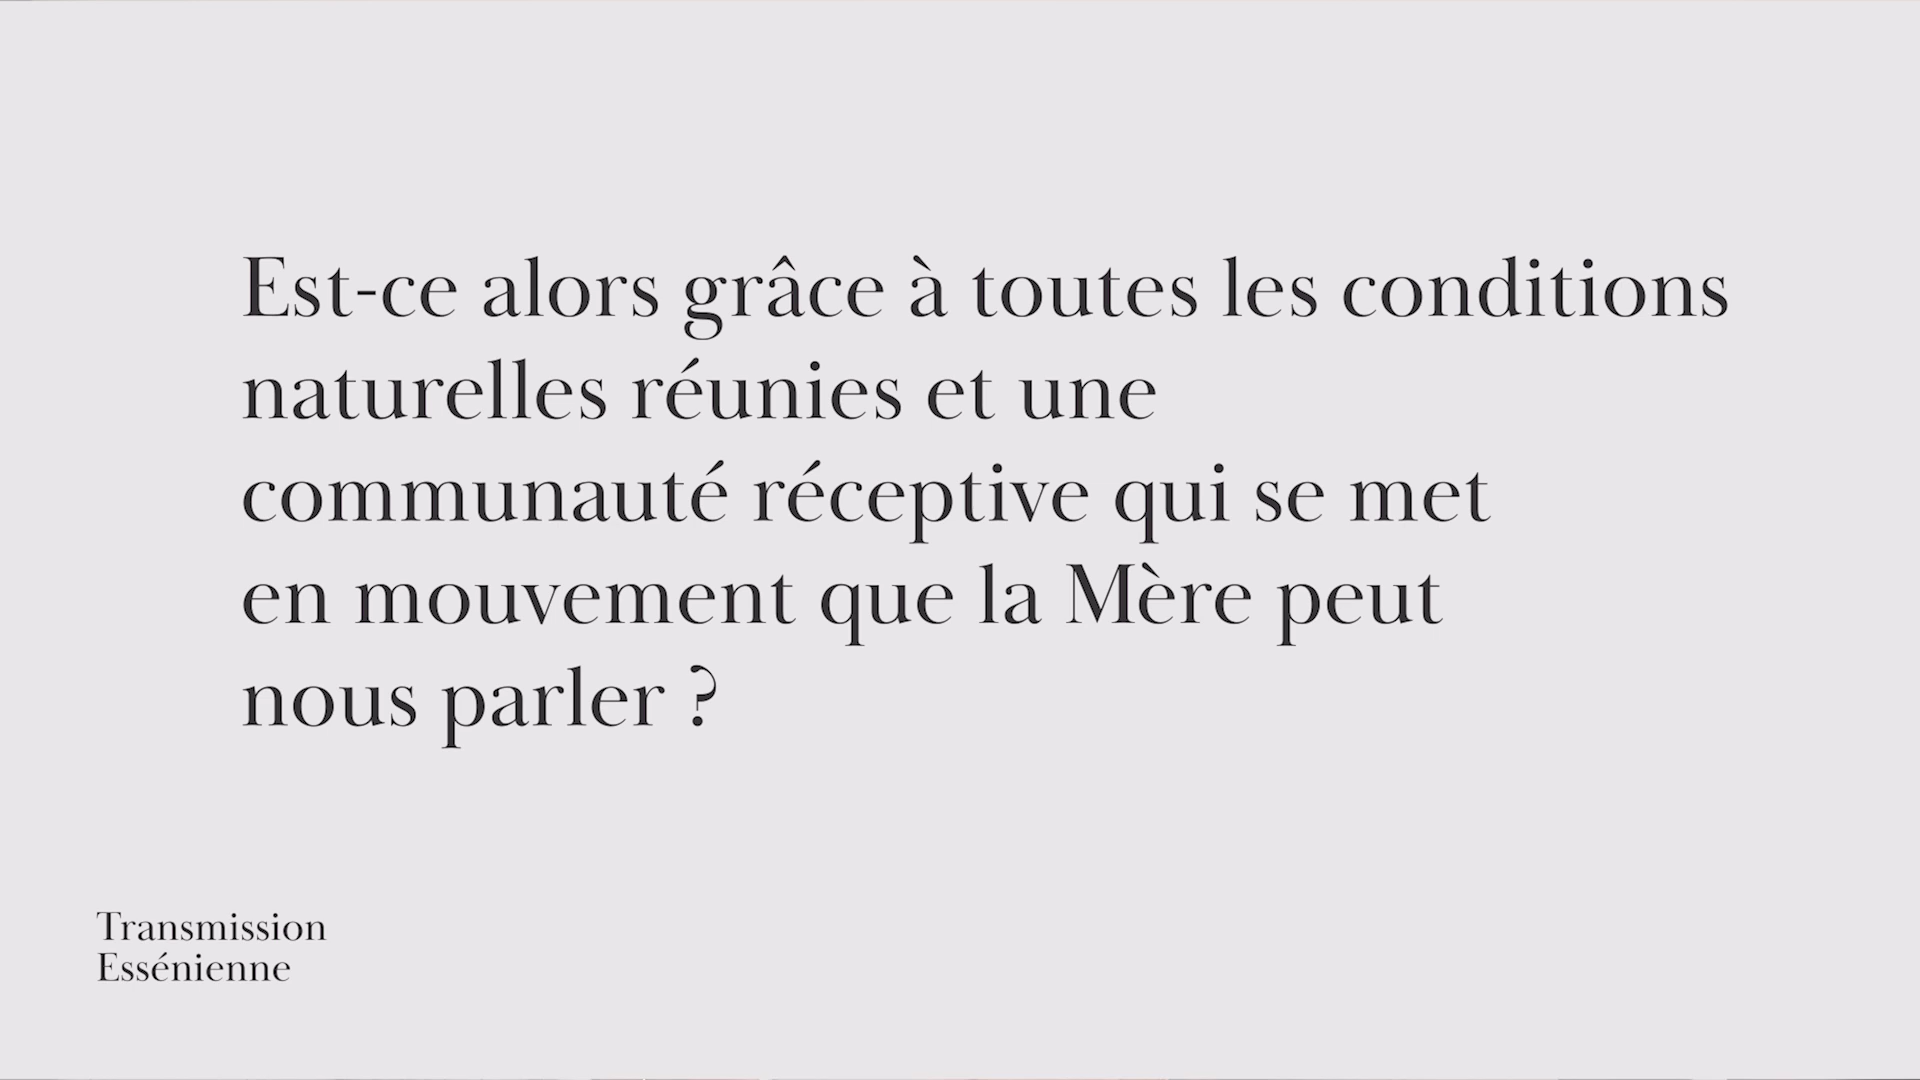 Est-ce alors grâce à toutes les conditions
naturelles réunies et une
communauté réceptive qui se met
en mouvement que la Mère peut
nous parler ?
Transmission
Essénienne